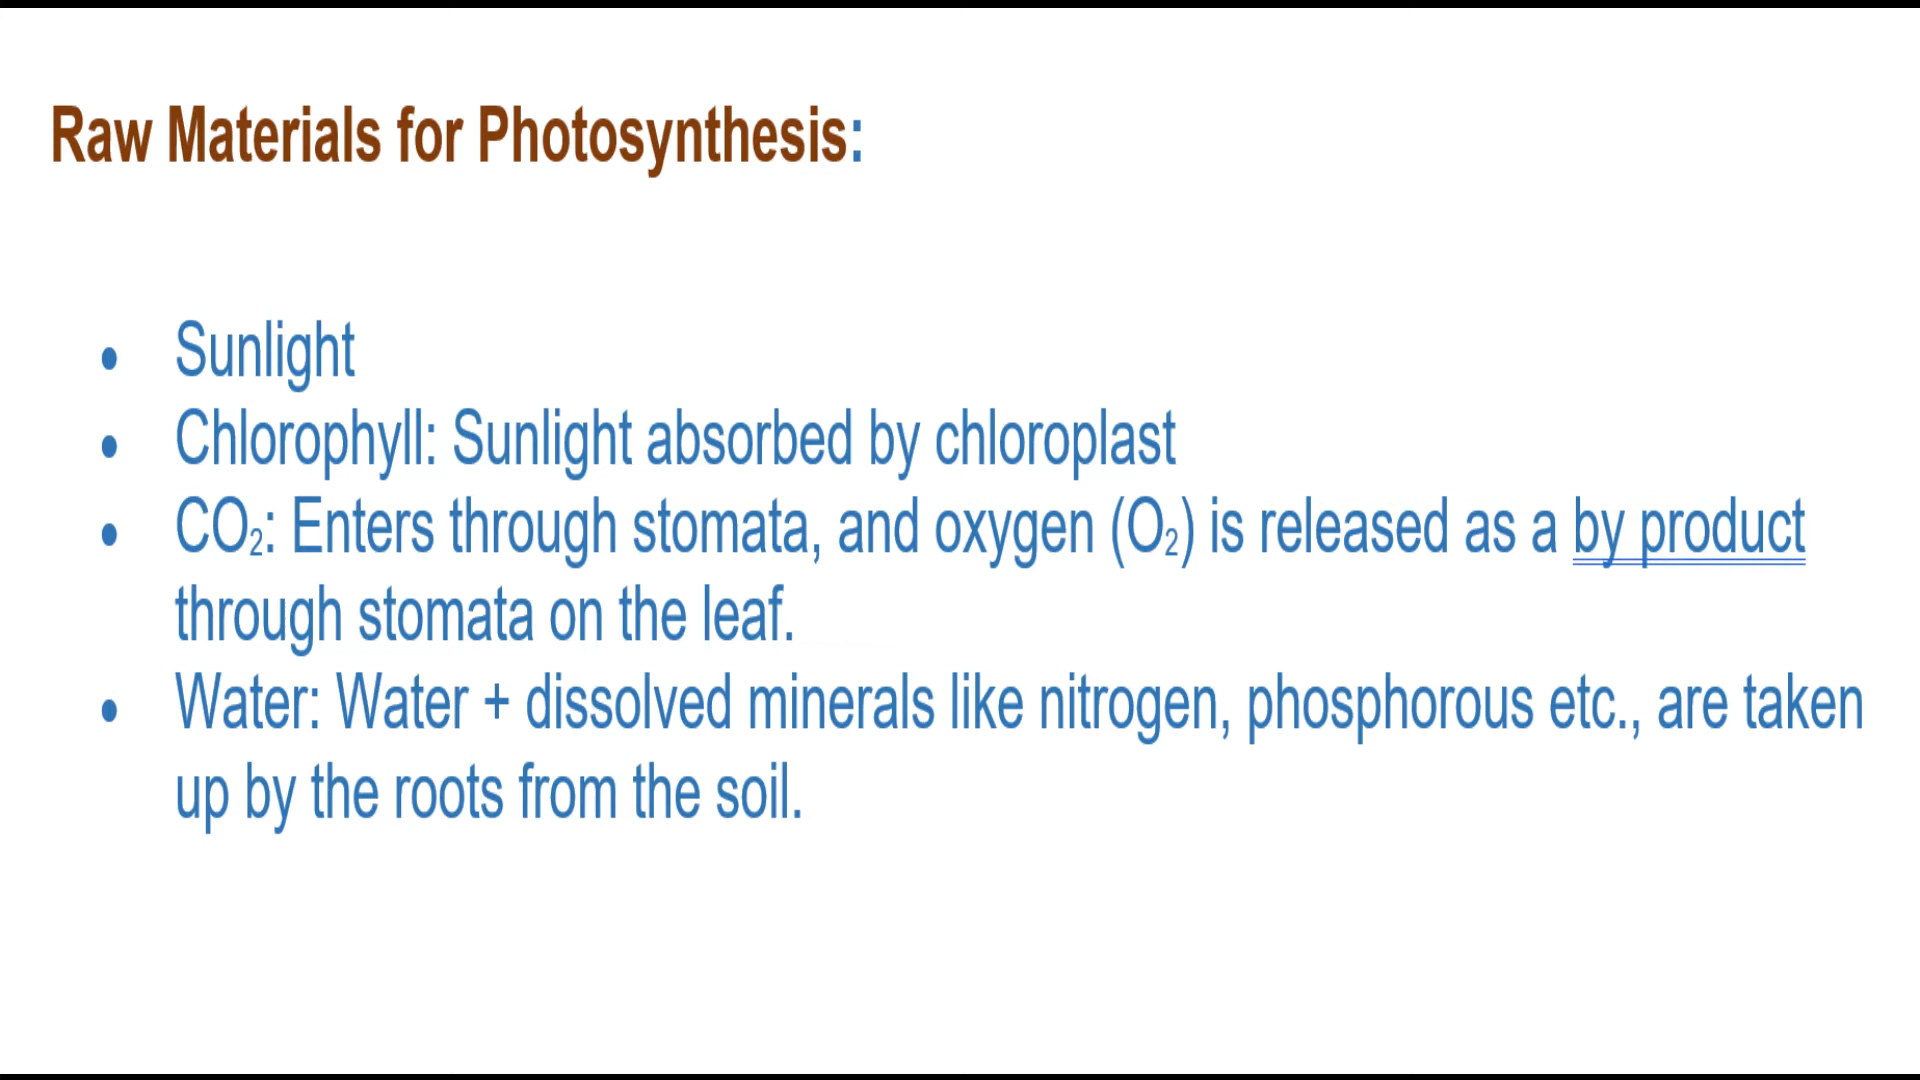 Raw Materials for Photosynthesis:
• Sunlight
• Chlorophyll: Sunlight absorbed by chloroplast
• CO₂: Enters through stomata, and oxygen (O₂) is released as a by product
through stomata on the leaf.
• Water: Water + dissolved minerals like nitrogen, phosphorous etc., are taken
up by the roots from the soil.